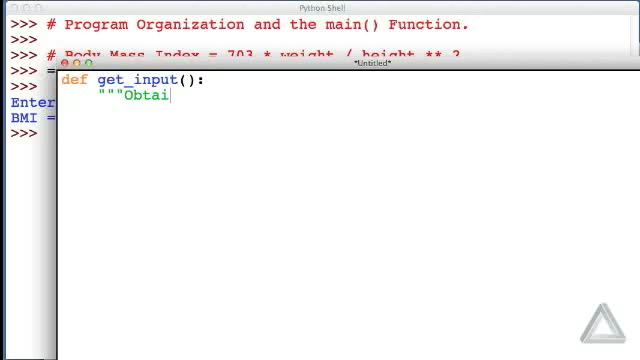 Python Shell
>>> # Program Organization and the main() Function.
>>>
>>> # Body Mass Index = 703 * weight / height ** 2
>>> =
*Untitled*
>>>
def get_input():
Enter
"""Obtai
BMI =
>>>